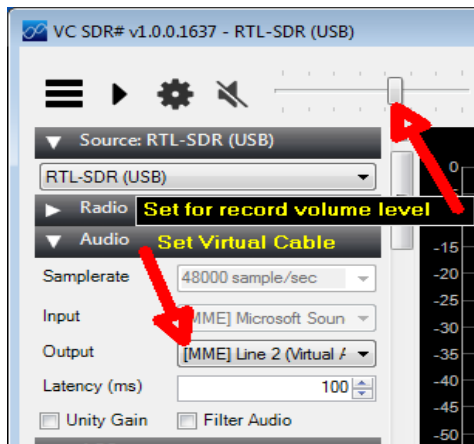 VC SDR# v1.0.0.1637 - RTL-SDR (USB)
Source: RTL-SDR (USB)
RTL-SDR (USB)
Radio
Set for record volume level
Audio
Set Virtual Cable
Samplerate
48000 sample/sec
Input
[MME] Microsoft Soun
Output
[MME] Line 2 (Virtual
Latency (ms)
100
Unity Gain
Filter Audio
0
-15
-20
-25
-30
-35
-40
-45
-50